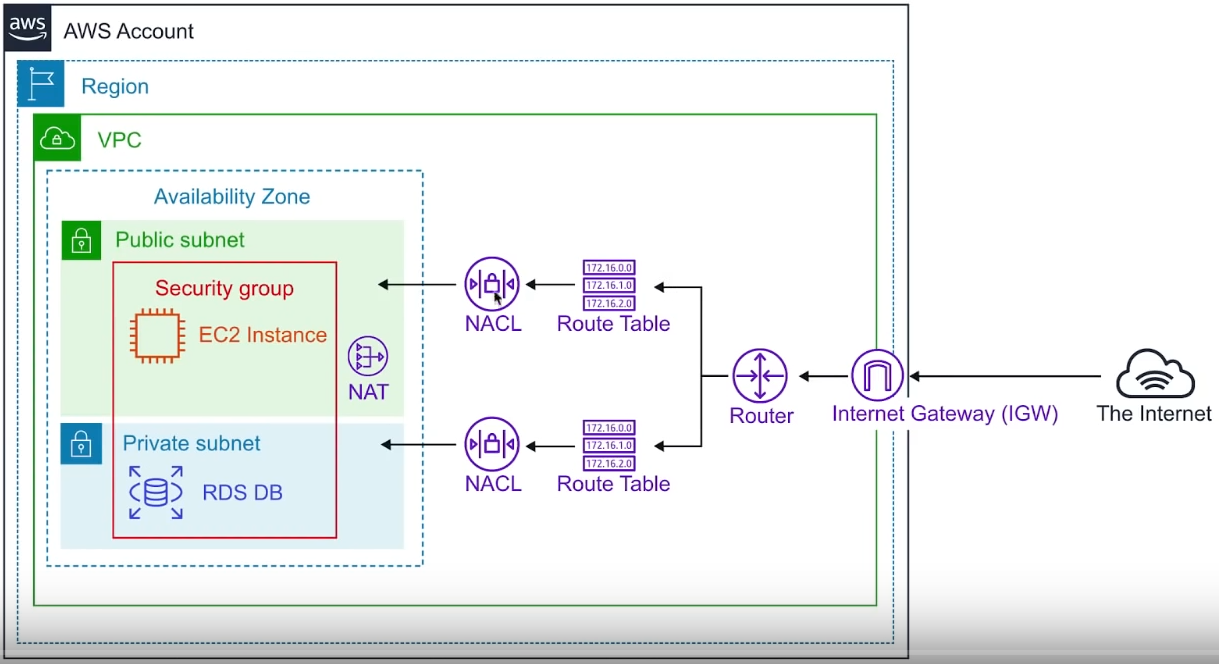 aws
AWS Account
Region
VPC
Availability Zone
Public subnet
Security group
EC2 Instance
NAT
NACL
172.16.0.0
172.16.1.0
172.16.2.0
Route Table
Router
Internet Gateway (IGW)
The Internet
Private subnet
RDS DB
NACL
172.16.0.0
172.16.1.0
172.16.2.0
Route Table